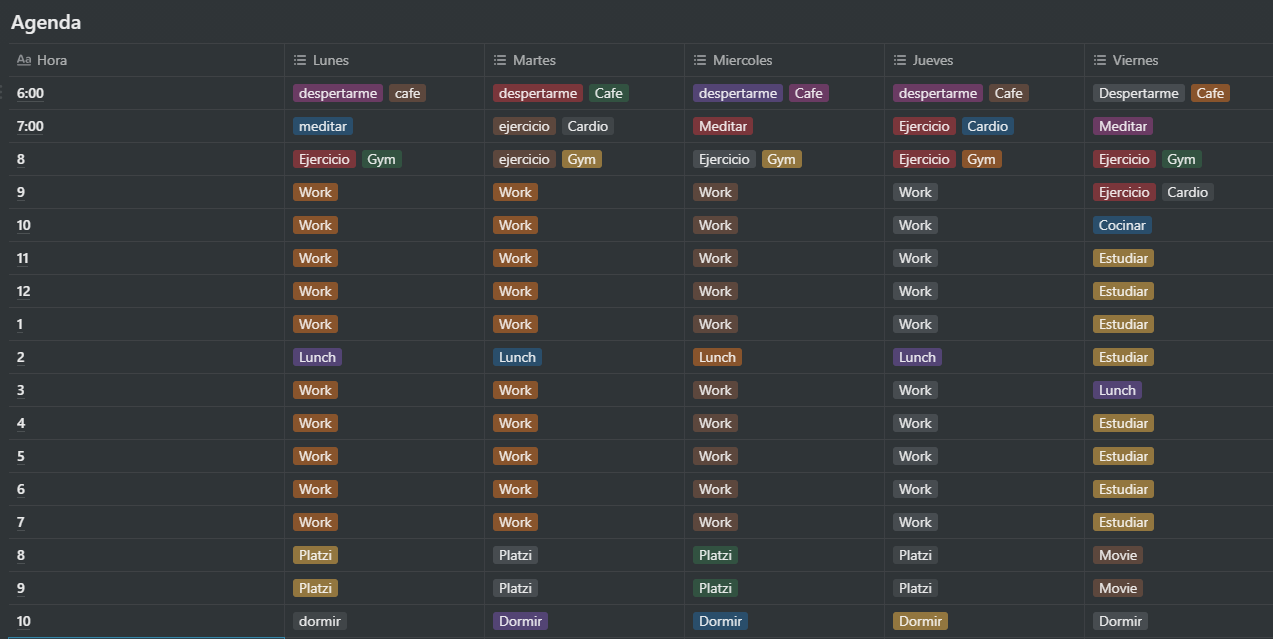 Agenda
Aa Hora Lunes Martes Miercoles Jueves Viernes
6:00 despertarme cafe despertarme Cafe despertarme Cafe despertarme Cafe Despertarme Cafe
7:00 meditar ejercicio Cardio Meditar Ejercicio Cardio Meditar
8 Ejercicio Gym ejercicio Gym Ejercicio Gym Ejercicio Gym Ejercicio Gym
9 Work Work Work Work Ejercicio Cardio
10 Work Work Work Work Cocinar
11 Work Work Work Work Estudiar
12 Work Work Work Work Estudiar
1 Work Work Work Work Estudiar
2 Lunch Lunch Lunch Lunch Estudiar
3 Work Work Work Work Lunch
4 Work Work Work Work Estudiar
5 Work Work Work Work Estudiar
6 Work Work Work Work Estudiar
7 Work Work Work Work Estudiar
8 Platzi Platzi Platzi Platzi Movie
9 Platzi Platzi Platzi Platzi Movie
10 dormir Dormir Dormir Dormir Dormir